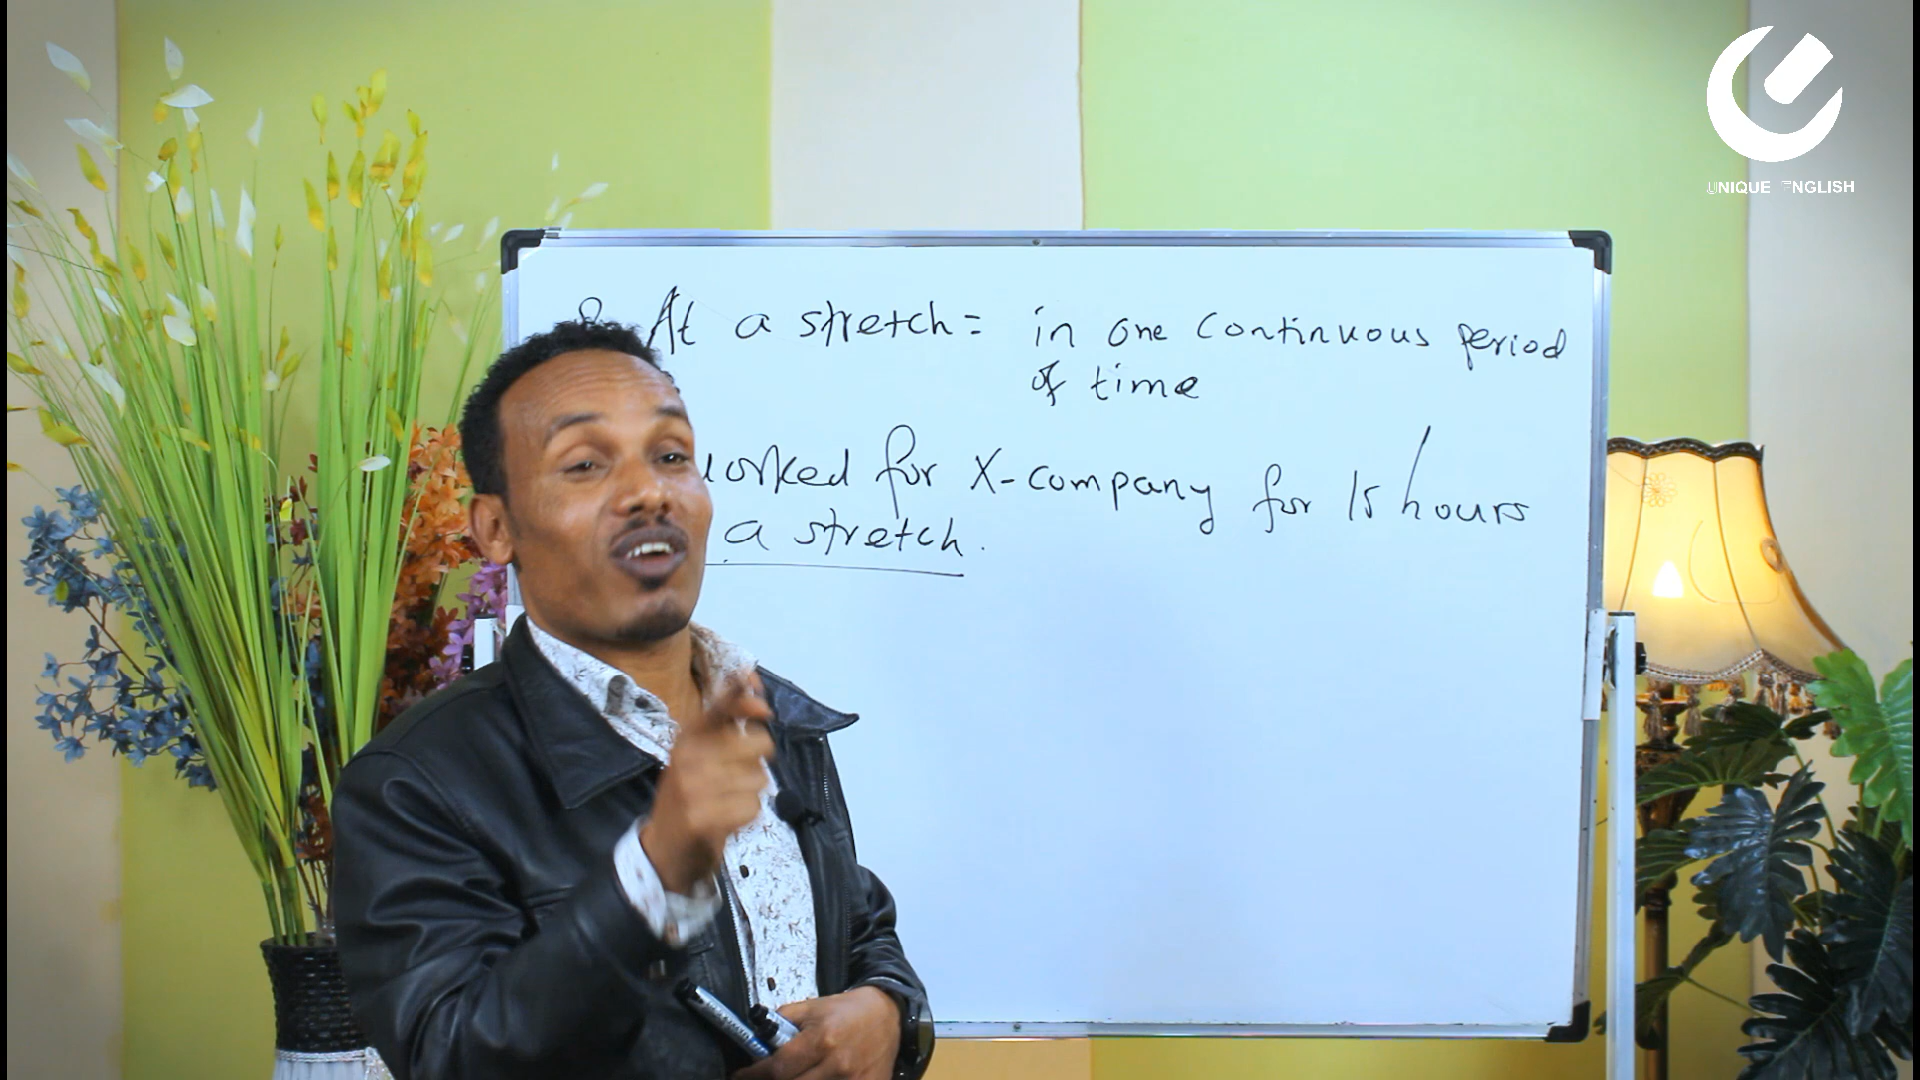 At a stretch = in one continuous period
of time
worked for X-company for 15 hours
a stretch.
UNIQUE ENGLISH